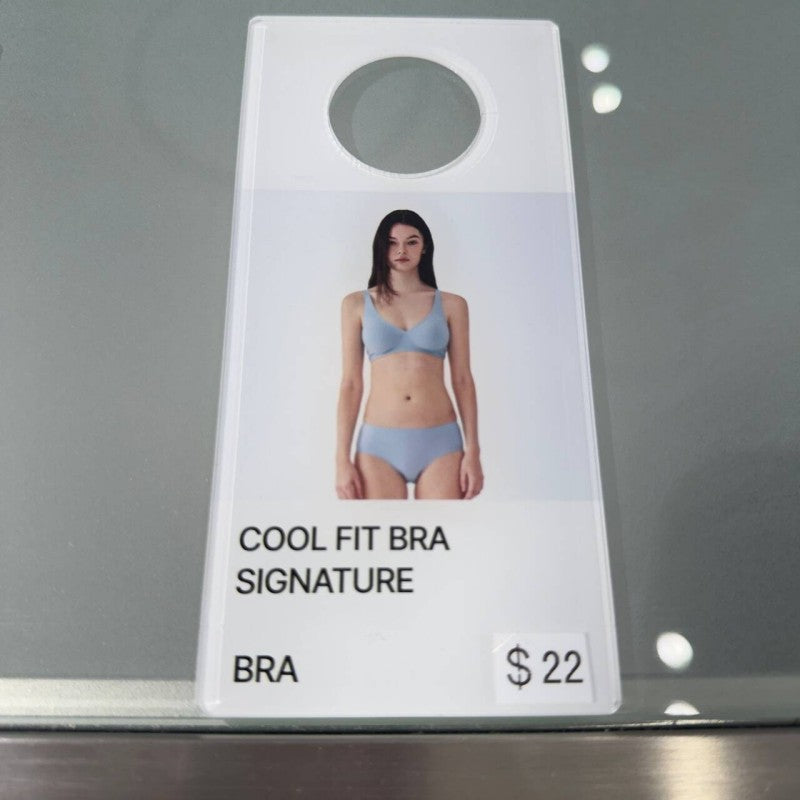 COOL FIT BRA
SIGNATURE
BRA
$ 22